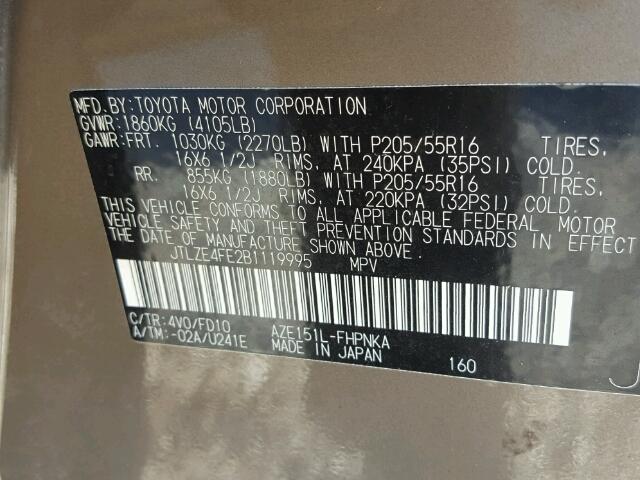 MFD. BY: TOYOTA MOTOR CORPORATION
GVWR: 1860KG (4105LB)
GAWR: FRT. 1030KG (2270LB) WITH P205/55R16 TIRES,
16X6 1/2J RIMS, AT 240KPA (35PSI) COLD.
RR. 855KG (1880LB) WITH P205/55R16 TIRES,
16X6 1/2J RIMS, AT 220KPA (32PSI) COLD.
THIS VEHICLE CONFORMS TO ALL APPLICABLE FEDERAL MOTOR
VEHICLE SAFETY AND THEFT PREVENTION STANDARDS IN EFFECT
ON THE DATE OF MANUFACTURE SHOWN ABOVE.
JTLZE4FE2B1119995 MPV
C/TR: 4V0/FD10 AZE151L-FHPNKA
A/TM: -02A/U241E MADE IN JAPAN
160
J